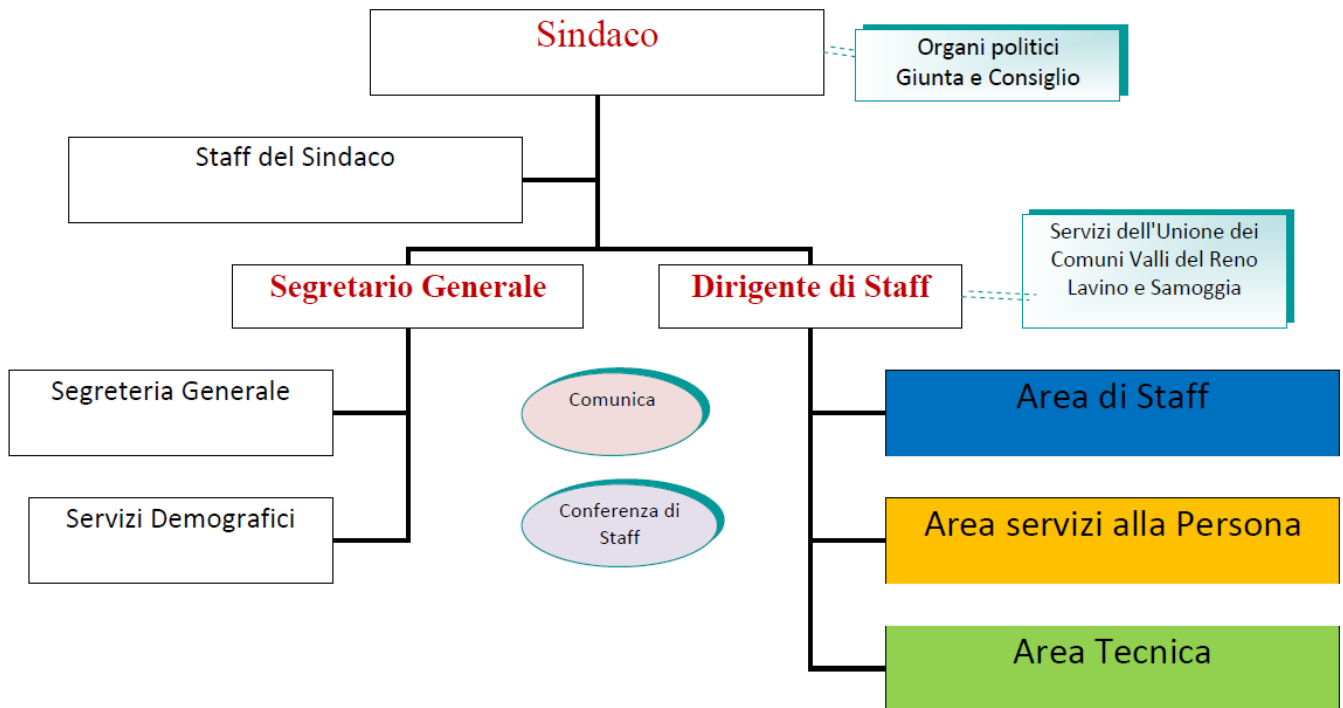 Sindaco
Organi politici
Giunta e Consiglio
Staff del Sindaco
Servizi dell'Unione dei
Comuni Valli del Reno
Lavino e Samoggia
Segretario Generale
Dirigente di Staff
Segreteria Generale
Comunica
Area di Staff
Servizi Demografici
Conferenza di
Staff
Area servizi alla Persona
Area Tecnica